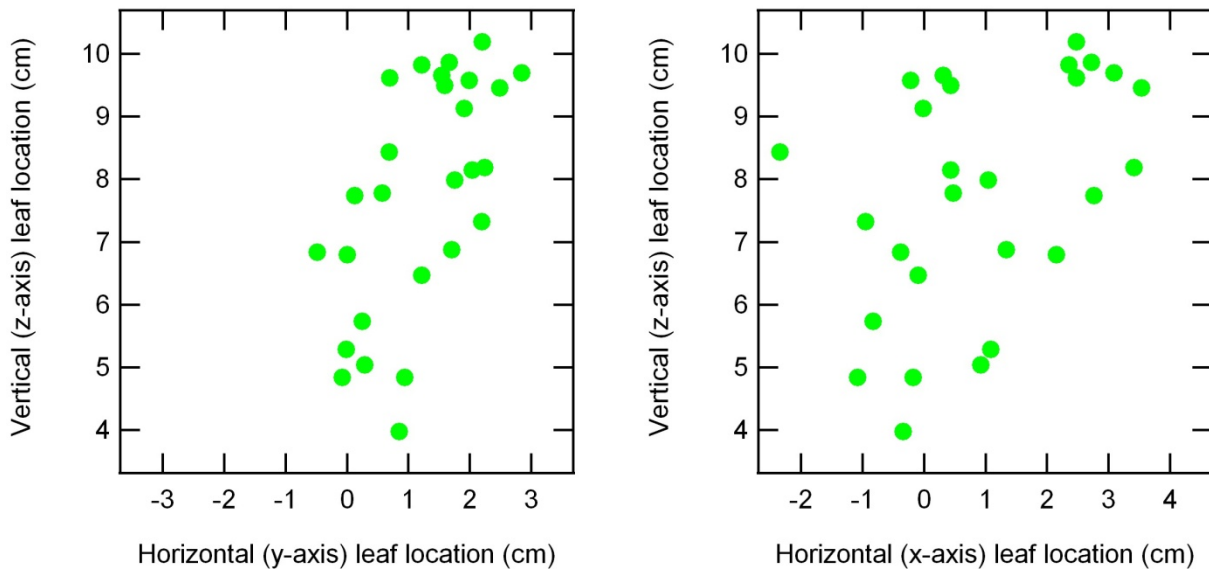 Vertical (z-axis) leaf location (cm)
10
9
8
7
6
5
4
-3 -2 -1 0 1 2 3
Horizontal (y-axis) leaf location (cm)
Vertical (z-axis) leaf location (cm)
10
9
8
7
6
5
4
-2 -1 0 1 2 3 4
Horizontal (x-axis) leaf location (cm)